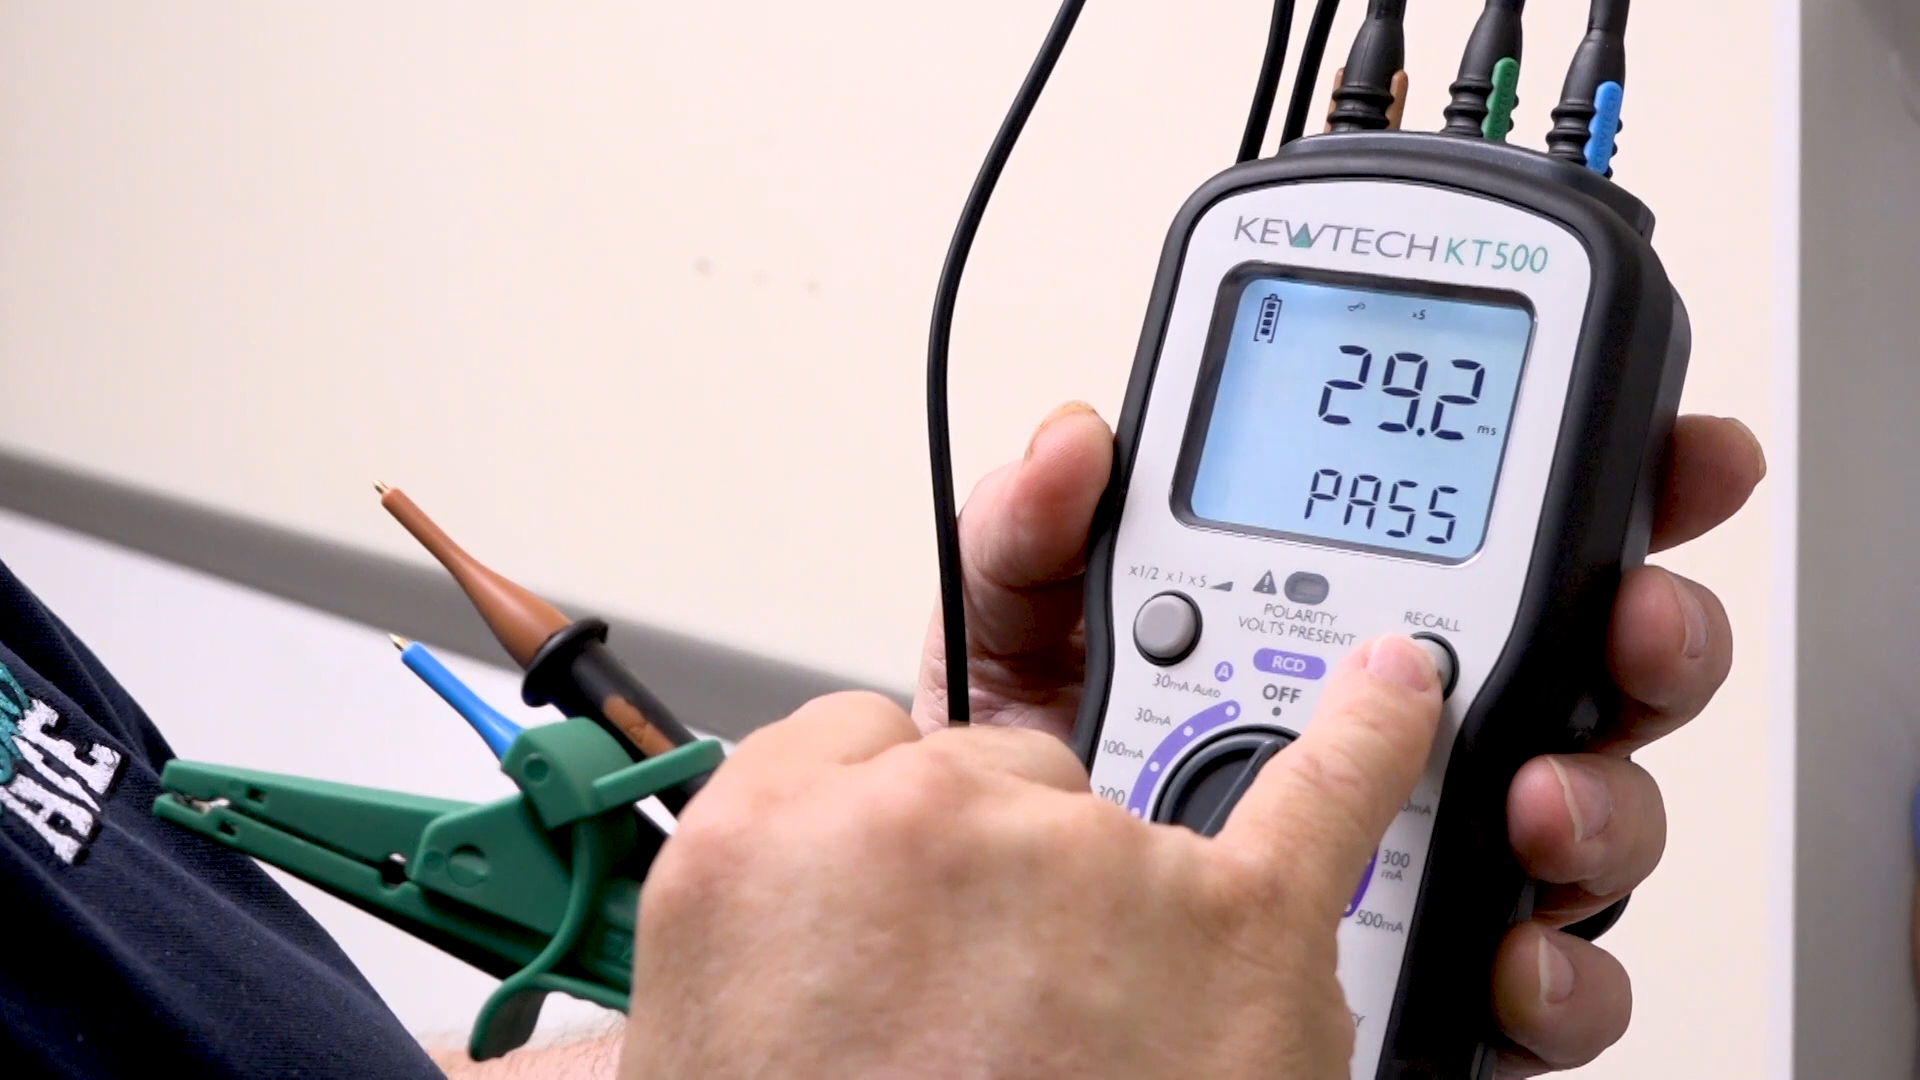 KEWTECH KT500
x5
29.2 ms
PASS
x1/2 x1 x5
POLARITY
VOLTS PRESENT
RECALL
RCD
A
30mA Auto
OFF
30mA
100mA
300
300
mA
500mA